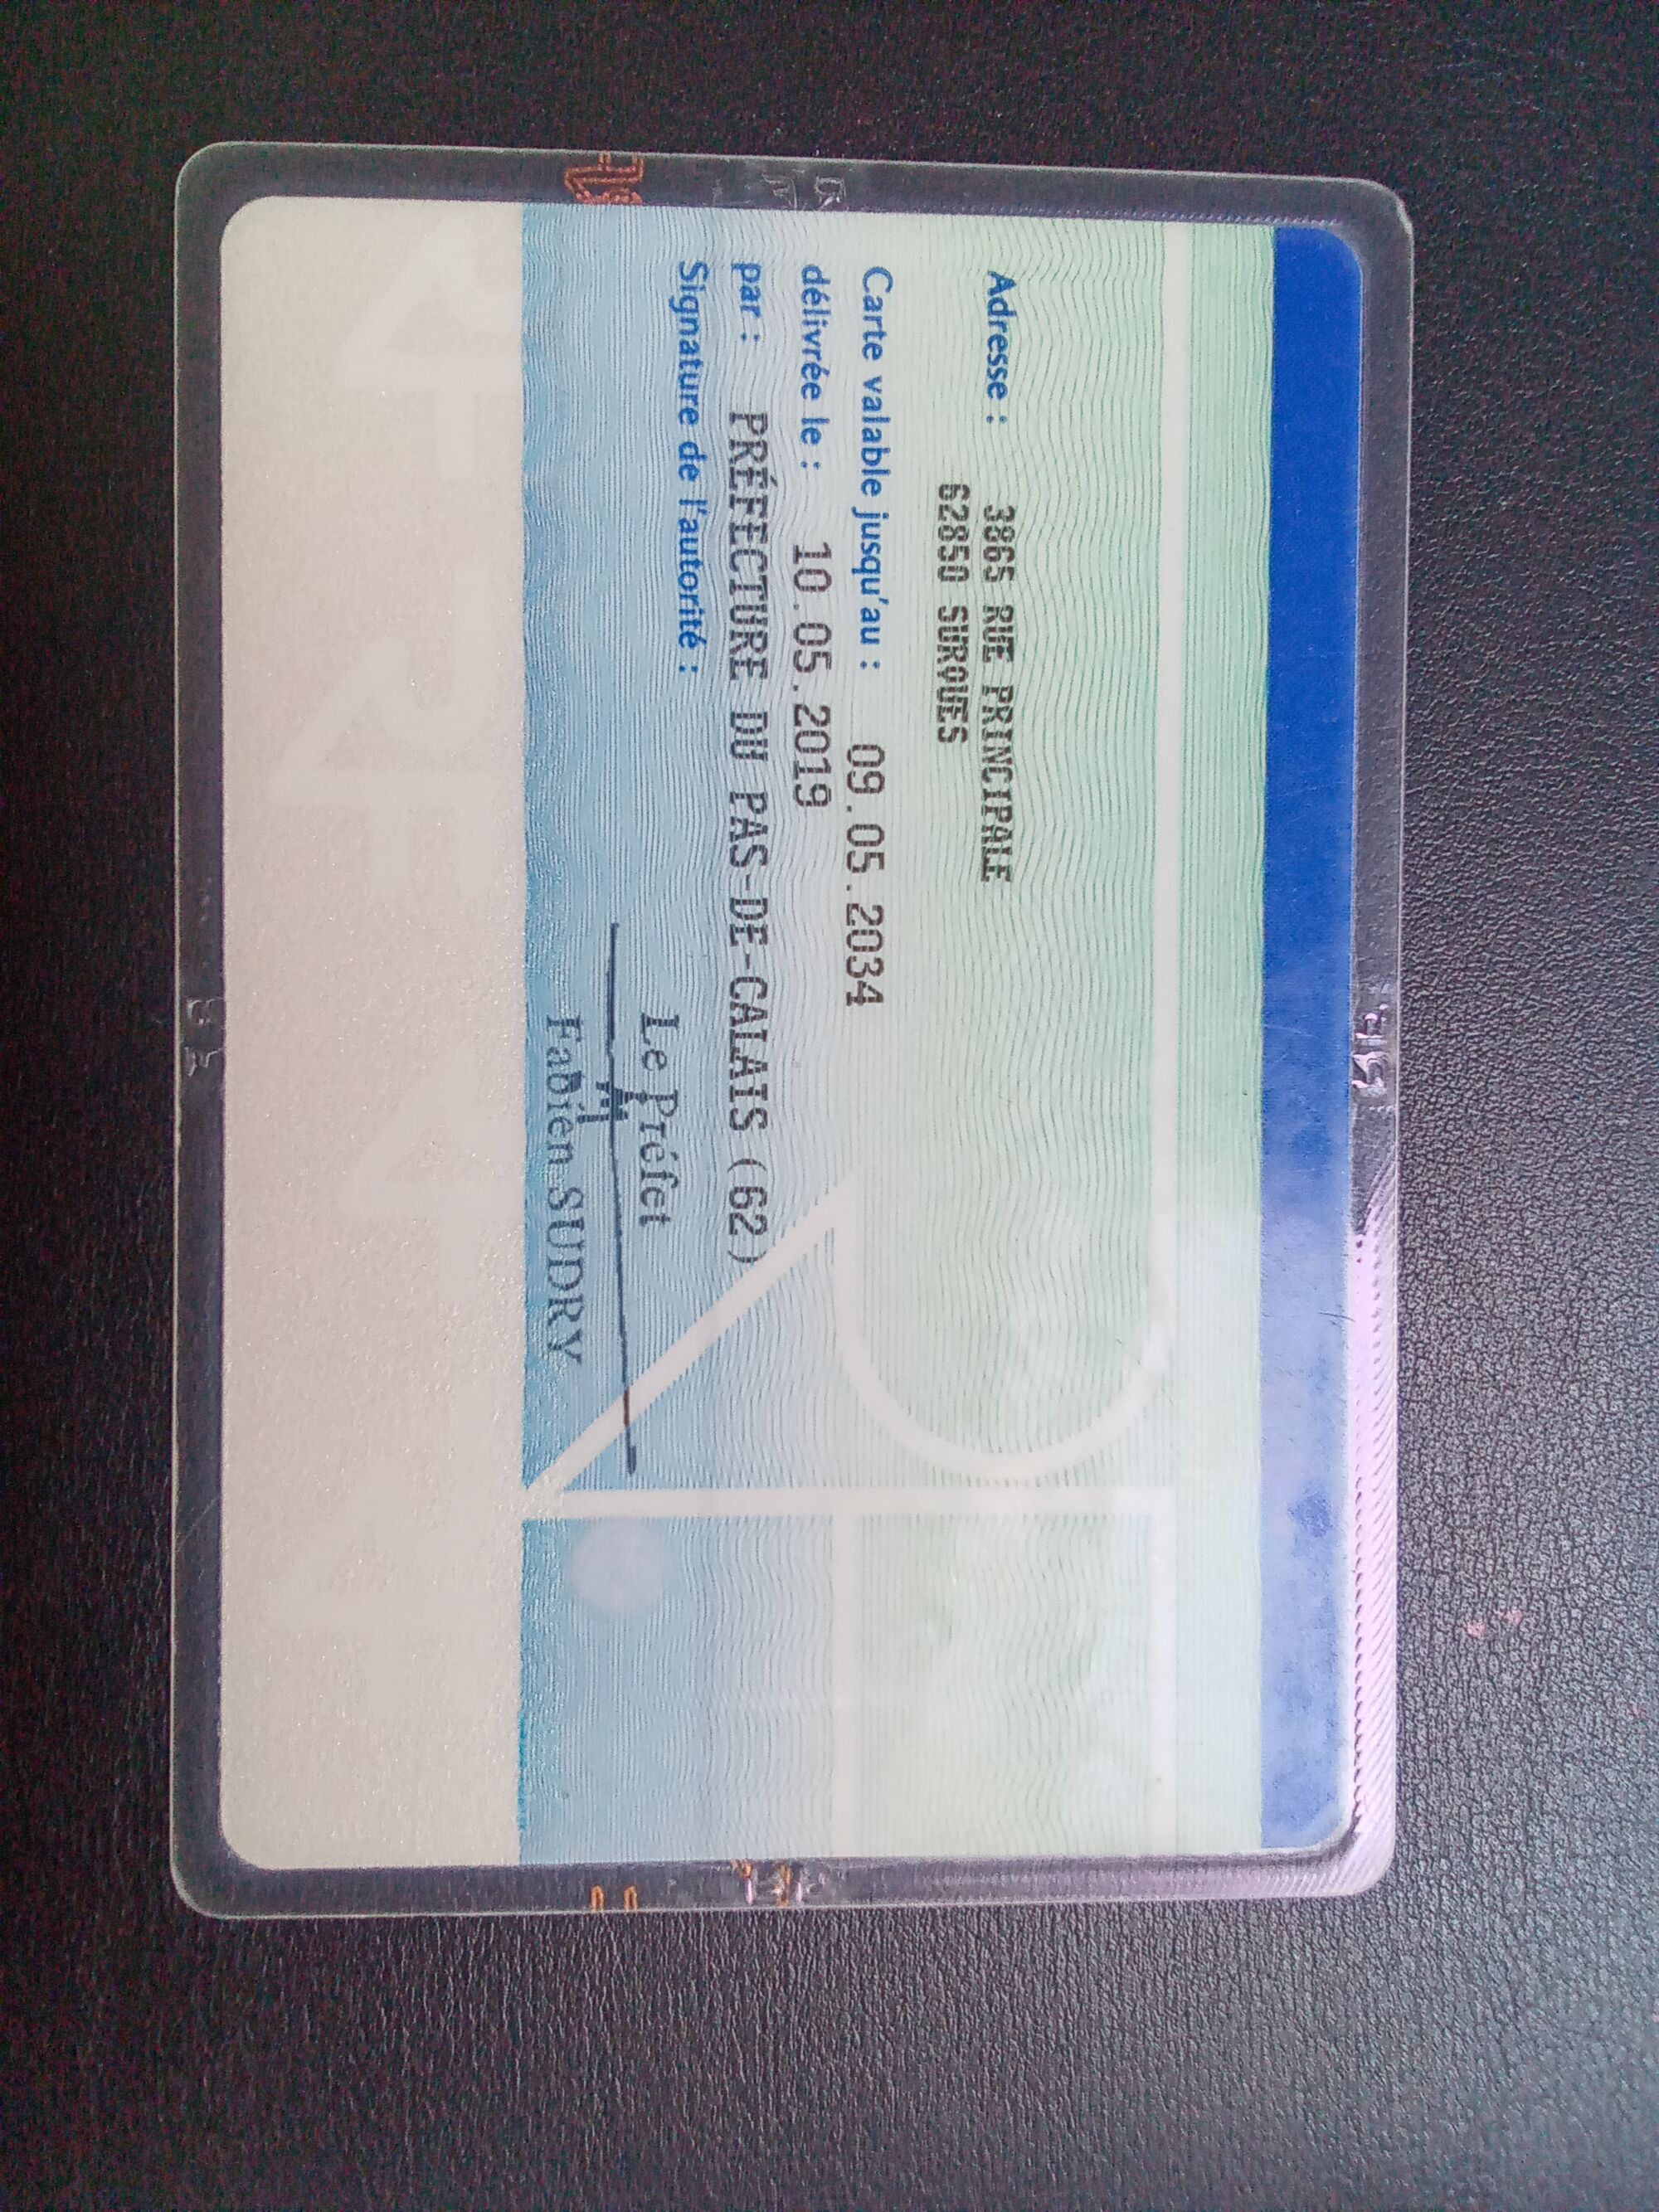 Adresse :
3865 RUE PRINCIPALE
62850 SURQUES
Carte valable jusqu'au : 09.05.2034
délivrée le : 10.05.2019
par : PRÉFECTURE DU PAS-DE-CALAIS (62)
Signature de l'autorité :
Le Préfet
Fabien SUDRY